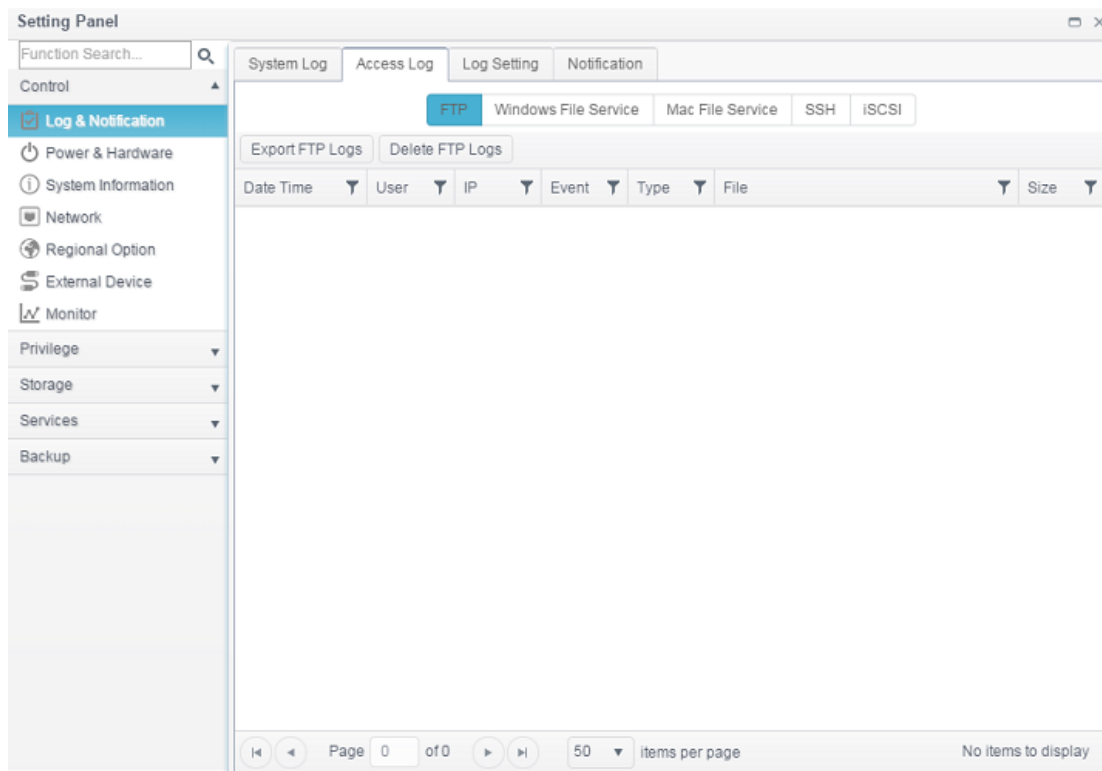 Setting Panel
Function Search...
Control
Log & Notification
Power & Hardware
System Information
Network
Regional Option
External Device
Monitor
Privilege
Storage
Services
Backup
System Log Access Log Log Setting Notification
FTP Windows File Service Mac File Service SSH iSCSI
Export FTP Logs Delete FTP Logs
Date Time User IP Event Type File Size
Page 0 of 0 50 items per page No items to display